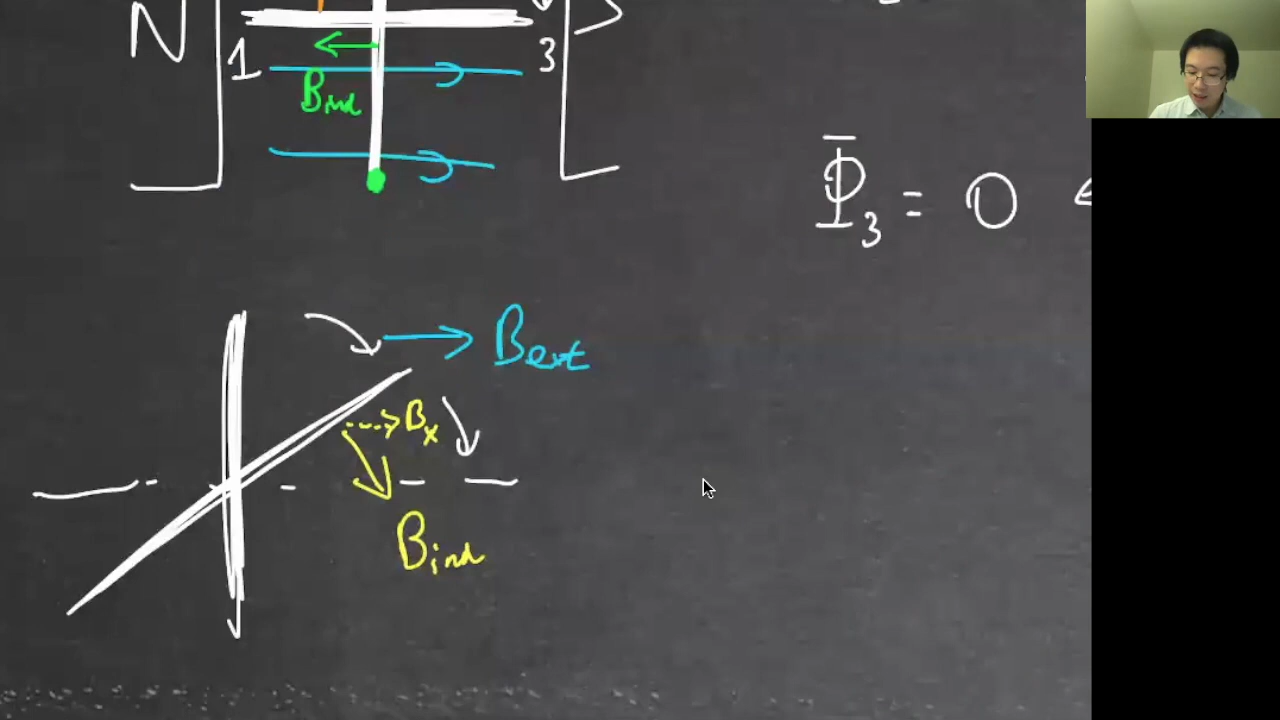 N
1
3
B_ind
Φ_3 = 0
B_ext
B_x
B_ind